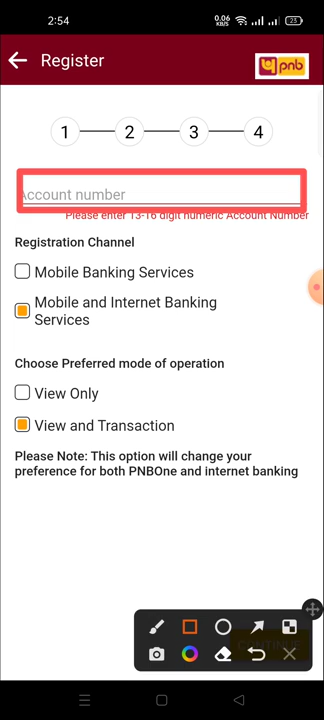 2:54
0.06
KB/S
23
Register
pnb
1
2
3
4
Account number
Please enter 13-16 digit numeric Account Number
Registration Channel
Mobile Banking Services
Mobile and Internet Banking
Services
Choose Preferred mode of operation
View Only
View and Transaction
Please Note: This option will change your
preference for both PNBOne and internet banking